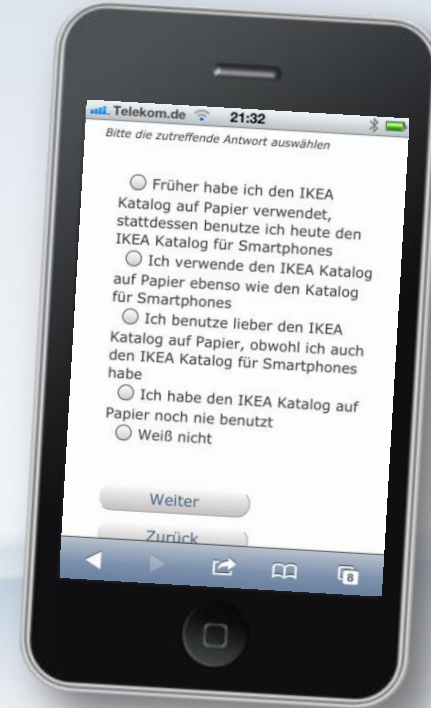 Telekom.de 21:32
Bitte die zutreffende Antwort auswählen
Früher habe ich den IKEA
Katalog auf Papier verwendet,
stattdessen benutze ich heute den
IKEA Katalog für Smartphones
Ich verwende den IKEA Katalog
auf Papier ebenso wie den Katalog
für Smartphones
Ich benutze lieber den IKEA
Katalog auf Papier, obwohl ich auch
den IKEA Katalog für Smartphones
habe
Ich habe den IKEA Katalog auf
Papier noch nie benutzt
Weiß nicht
Weiter
Zurück
8